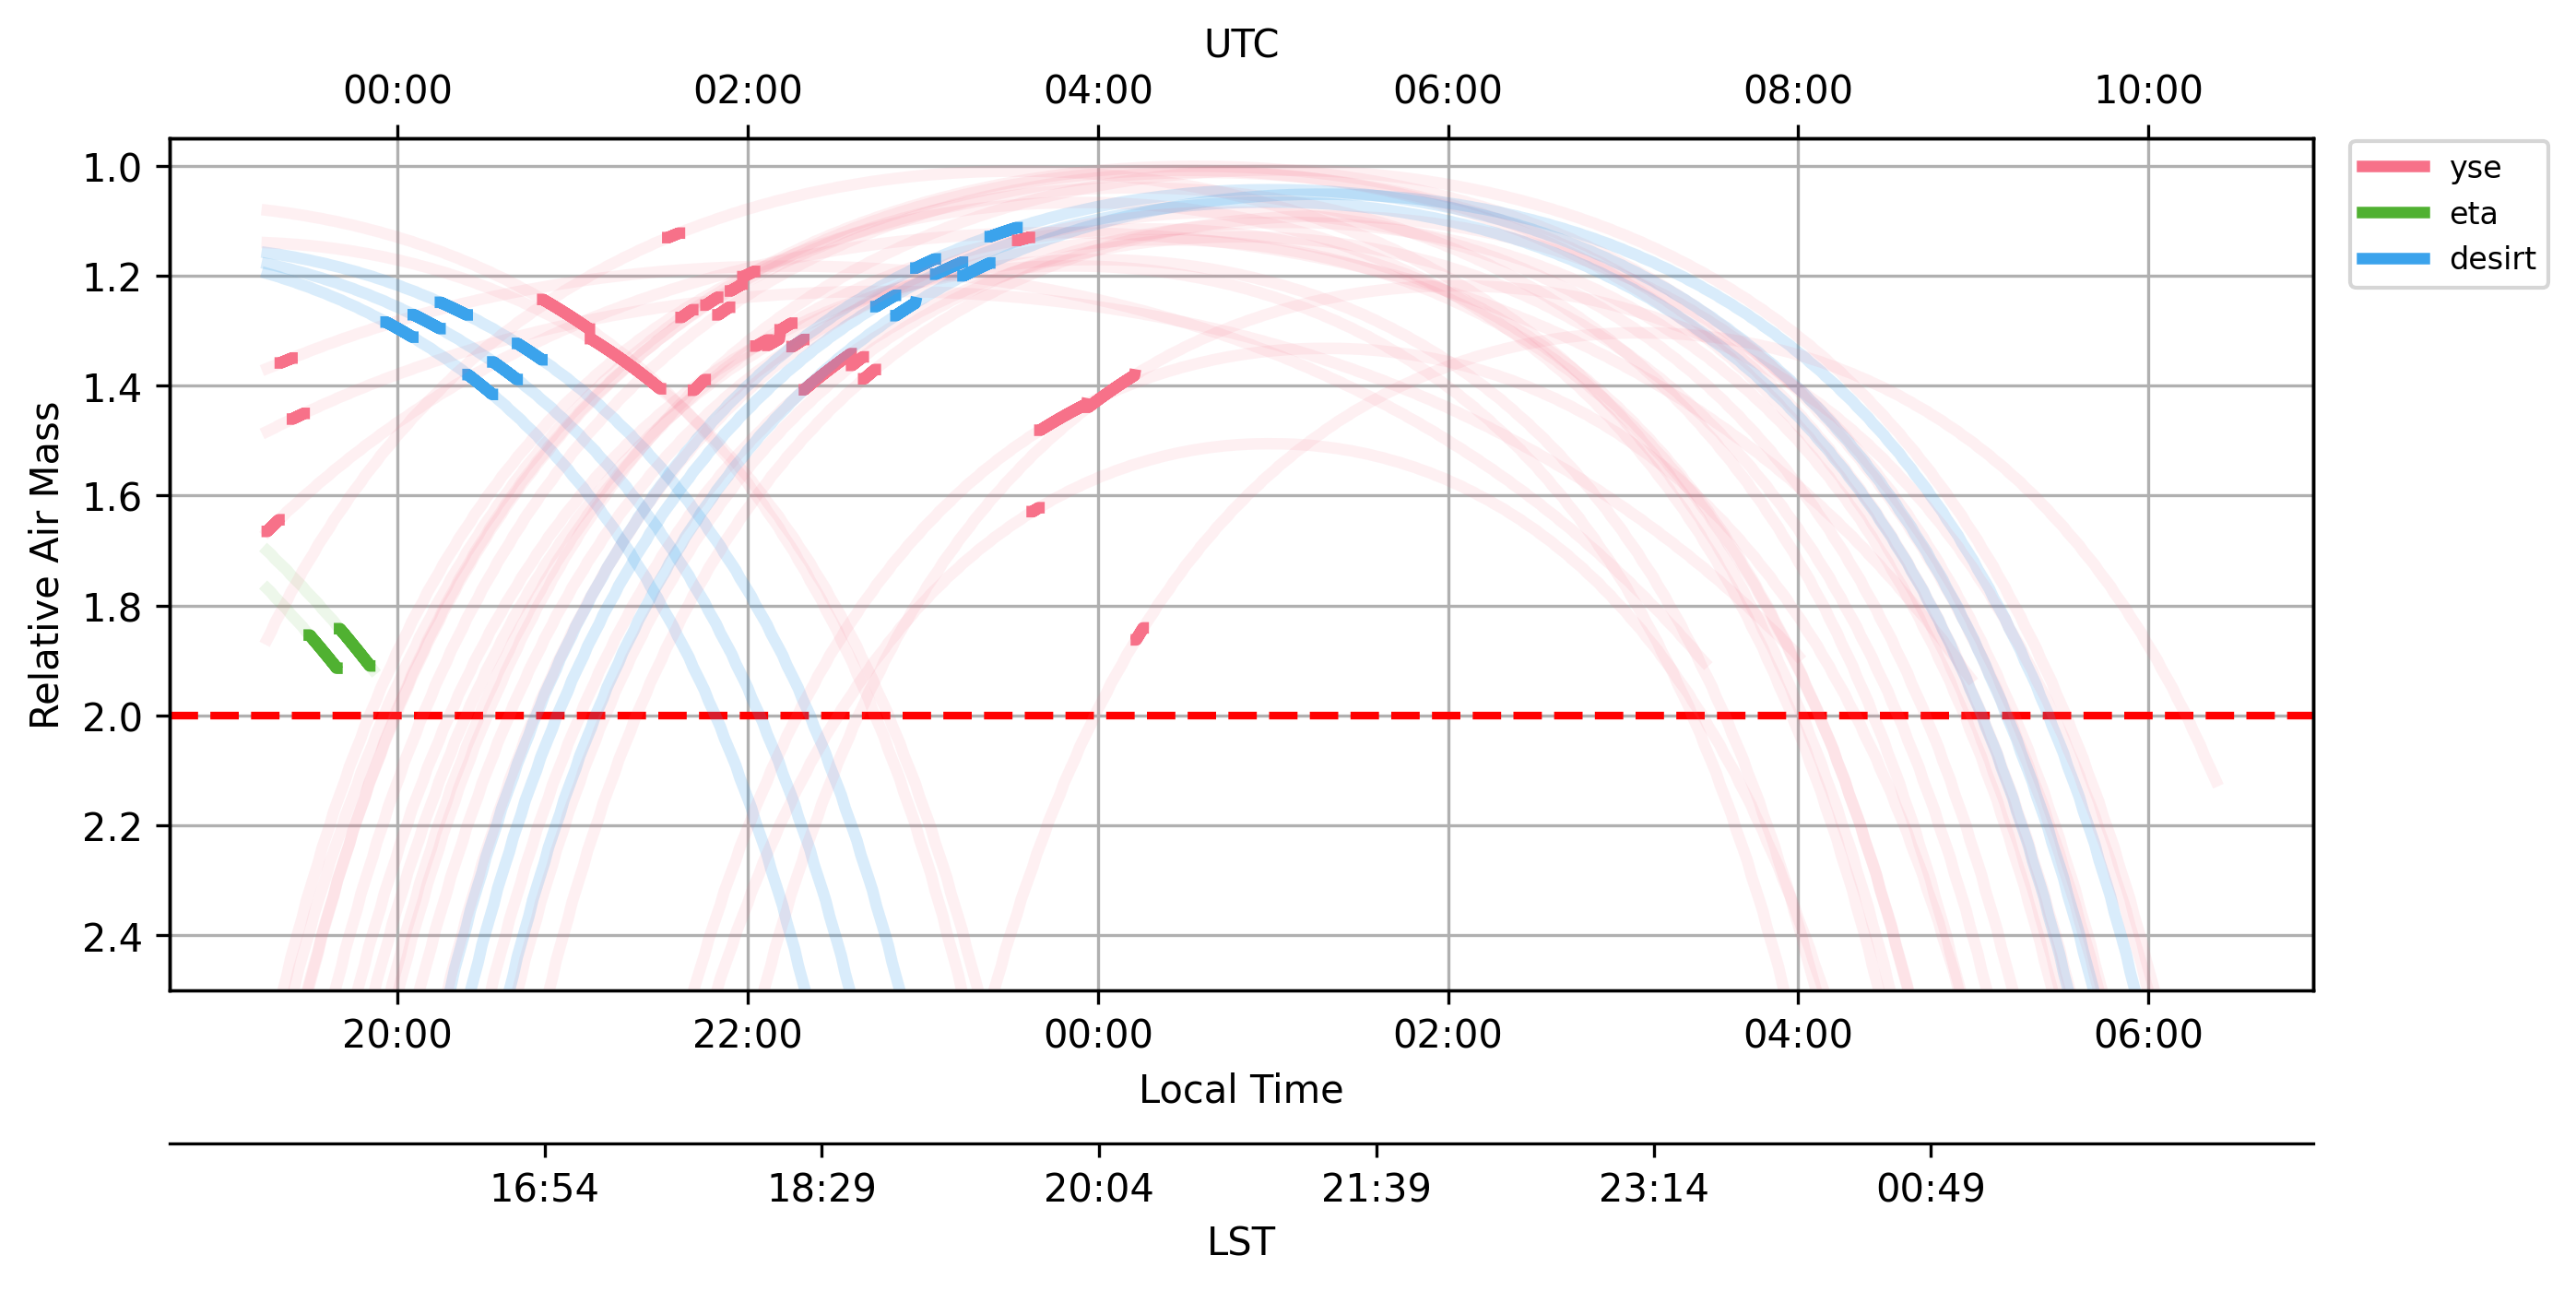 UTC
00:00 02:00 04:00 06:00 08:00 10:00
yse
eta
desirt
Relative Air Mass
1.0
1.2
1.4
1.6
1.8
2.0
2.2
2.4
20:00 22:00 00:00 02:00 04:00 06:00
Local Time
16:54 18:29 20:04 21:39 23:14 00:49
LST